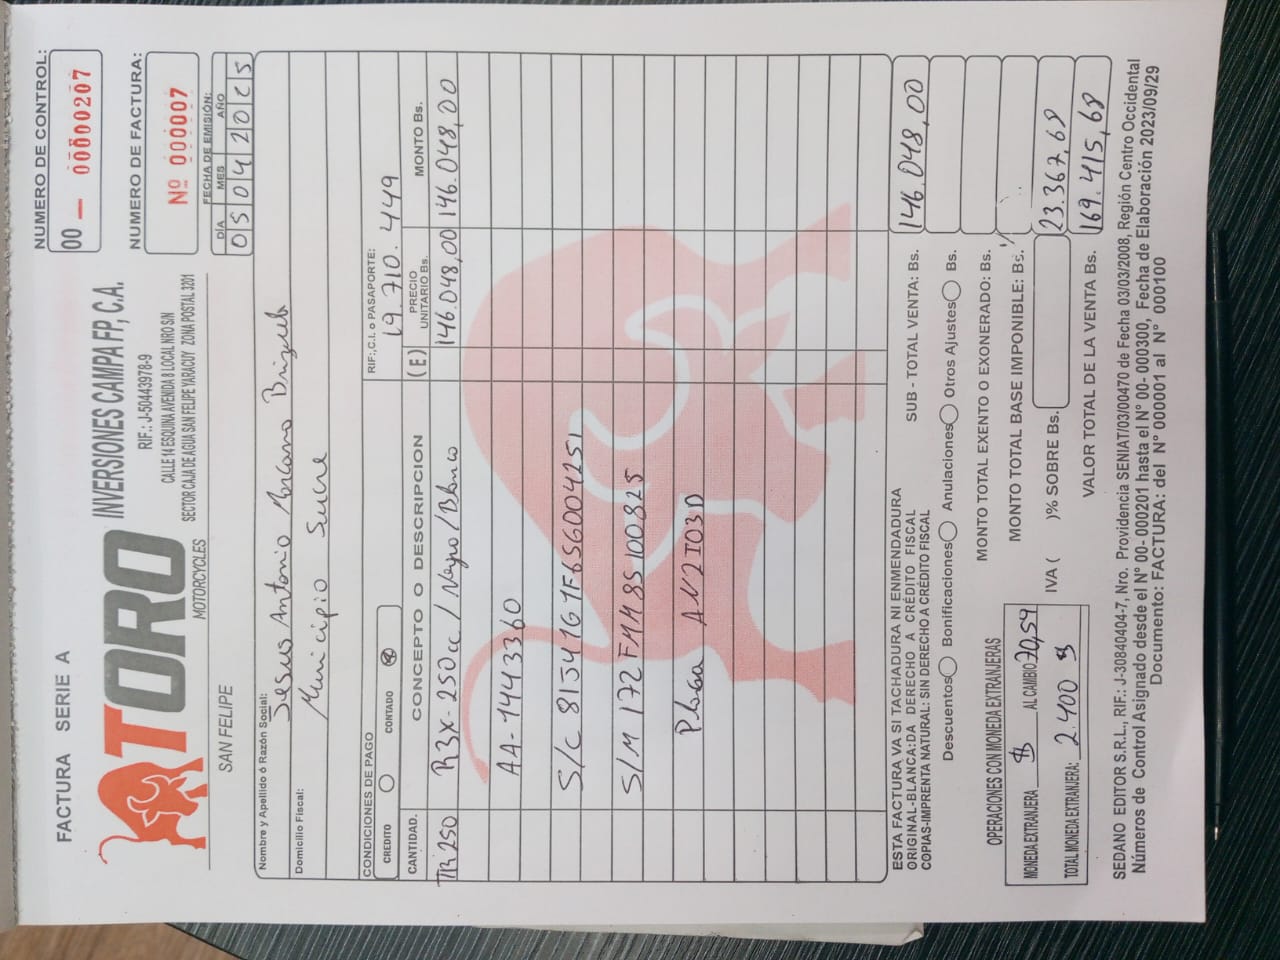 FACTURA SERIE A
NUMERO DE CONTROL:
00 — 00000207
TORO
MOTORCYCLES
INVERSIONES CAMPA FP, C.A.
RIF.: J-50443978-9
CALLE 14 ESQUINA AVENIDA 8 LOCAL NRO S/N
SECTOR CAJA DE AGUA SAN FELIPE YARACUY ZONA POSTAL 3201
NUMERO DE FACTURA:
Nº 000007
SAN FELIPE
FECHA DE EMISIÓN:
DÍA MES AÑO
05 04 20
Nombre y Apellido ó Razón Social: Jesus Antonio
Domicilio Fiscal: Municipio Sucre
CONDICIONES DE PAGO
CREDITO CONTADO
RIF:,C.I. o PASAPORTE:
19.710.449
CANTIDAD. CONCEPTO O DESCRIPCION (E) PRECIO UNITARIO Bs. MONTO Bs.
TR250 R3X-250cc/Negro/Blanco 146.048,00 146.048,00
AA-1443360
S/C
S/M
Placa
ESTA FACTURA VA SI TACHADURA NI ENMENDADURA
ORIGINAL-BLANCA:DA DERECHO A CRÉDITO FISCAL
COPIAS-IMPRENTA NATURAL: SIN DERECHO A CRÉDITO FISCAL
SUB - TOTAL VENTA: Bs. 146.048,00
Descuentos Bonificaciones Anulaciones Otros Ajustes Bs.
MONTO TOTAL EXENTO O EXONERADO: Bs.
MONTO TOTAL BASE IMPONIBLE: Bs.
IVA ( )% SOBRE Bs. 23.367,68
VALOR TOTAL DE LA VENTA Bs. 169.415,68
OPERACIONES CON MONEDA EXTRANJERAS
MONEDA EXTRANJERA $ AL CAMBIO 70,59
TOTAL MONEDA EXTRANJERA: 2.400 $
SEDANO EDITOR S.R.L., RIF.: J-30840404-7, Nro. Providencia SENIAT/03/00470 de Fecha 03/03/2008, Región Centro Occidental
Números de Control Asignado desde el N° 00- 000201 hasta el N° 00- 000300, Fecha de Elaboración 2023/09/29
Documento: FACTURA: del N° 000001 al N° 000100